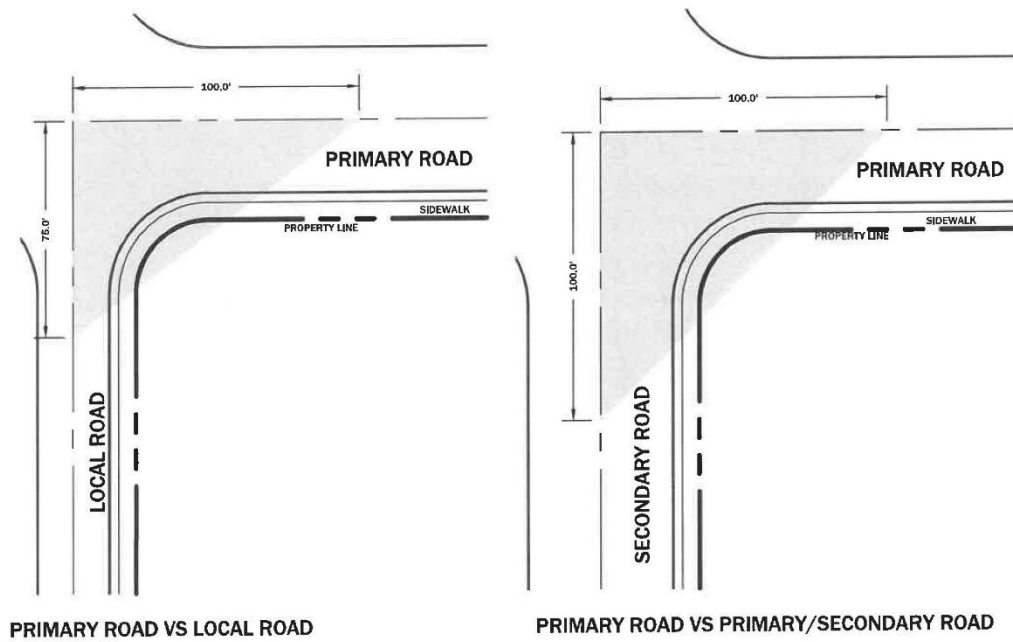 100.0'
PRIMARY ROAD
75.0'
SIDEWALK
PROPERTY LINE
LOCAL ROAD
PRIMARY ROAD VS LOCAL ROAD
100.0'
PRIMARY ROAD
100.0'
SIDEWALK
PROPERTY LINE
SECONDARY ROAD
PRIMARY ROAD VS PRIMARY/SECONDARY ROAD